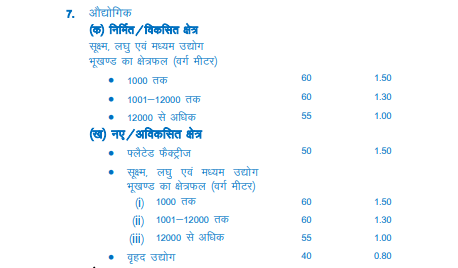 7. औद्योगिक
(क) निर्मित/विकसित क्षेत्र
सूक्ष्म, लघु एवं मध्यम उद्योग
भूखण्ड का क्षेत्रफल (वर्ग मीटर)
• 1000 तक 60 1.50
• 1001–12000 तक 60 1.30
• 12000 से अधिक 55 1.00
(ख) नए/अविकसित क्षेत्र
• फ्लैटेड फैक्ट्रीज 50 1.50
• सूक्ष्म, लघु एवं मध्यम उद्योग
भूखण्ड का क्षेत्रफल (वर्ग मीटर)
(i) 1000 तक 60 1.50
(ii) 1001–12000 तक 60 1.30
(iii) 12000 से अधिक 55 1.00
• वृहद उद्योग 40 0.80